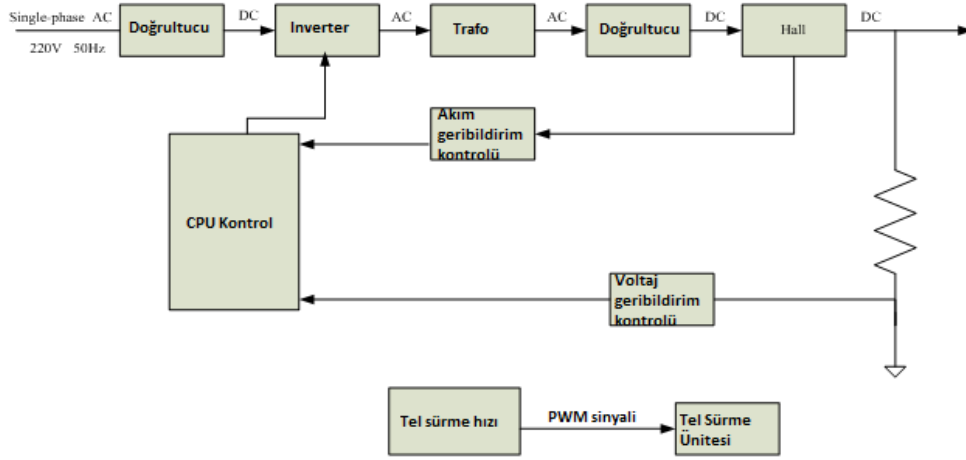 Single-phase AC
220V 50Hz
Doğrultucu
DC
Inverter
AC
Trafo
AC
Doğrultucu
DC
Hall
DC
Akım
geribildirim
kontrolü
CPU Kontrol
Voltaj
geribildirim
kontrolü
Tel sürme hızı
PWM sinyali
Tel Sürme
Ünitesi